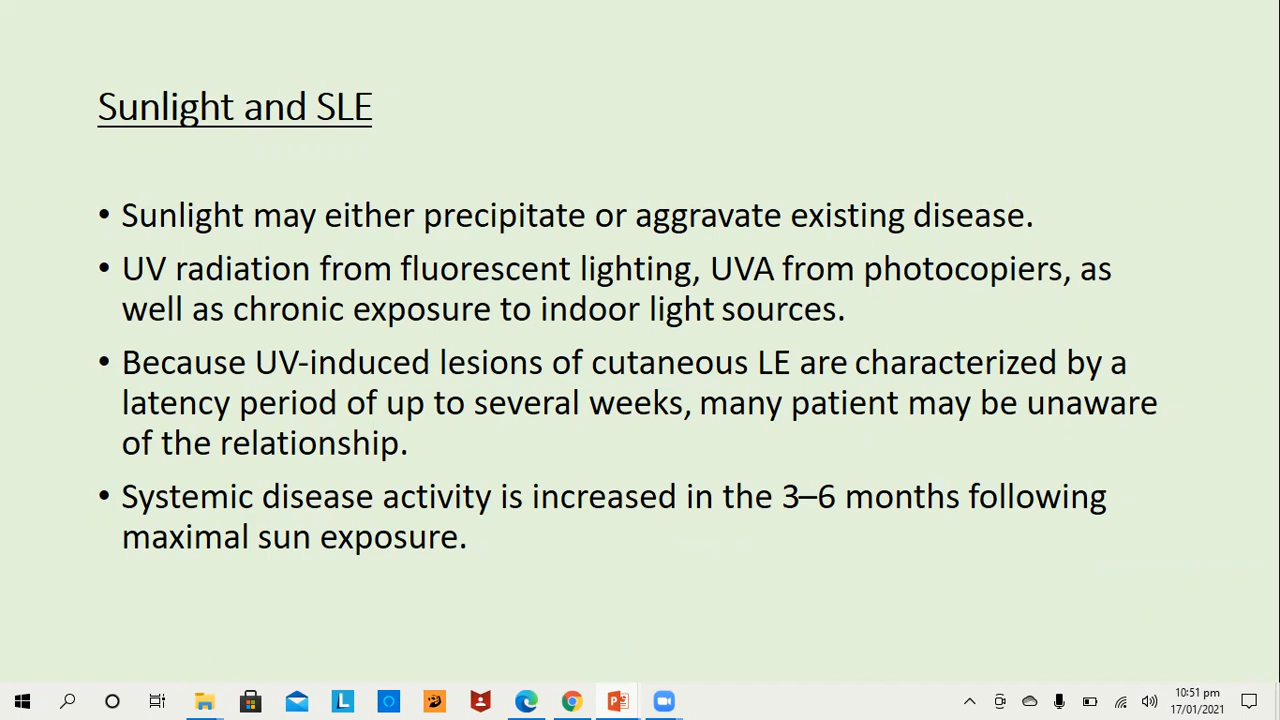 Sunlight and SLE
• Sunlight may either precipitate or aggravate existing disease.
• UV radiation from fluorescent lighting, UVA from photocopiers, as
well as chronic exposure to indoor light sources.
• Because UV-induced lesions of cutaneous LE are characterized by a
latency period of up to several weeks, many patient may be unaware
of the relationship.
• Systemic disease activity is increased in the 3–6 months following
maximal sun exposure.
10:51 pm
17/01/2021